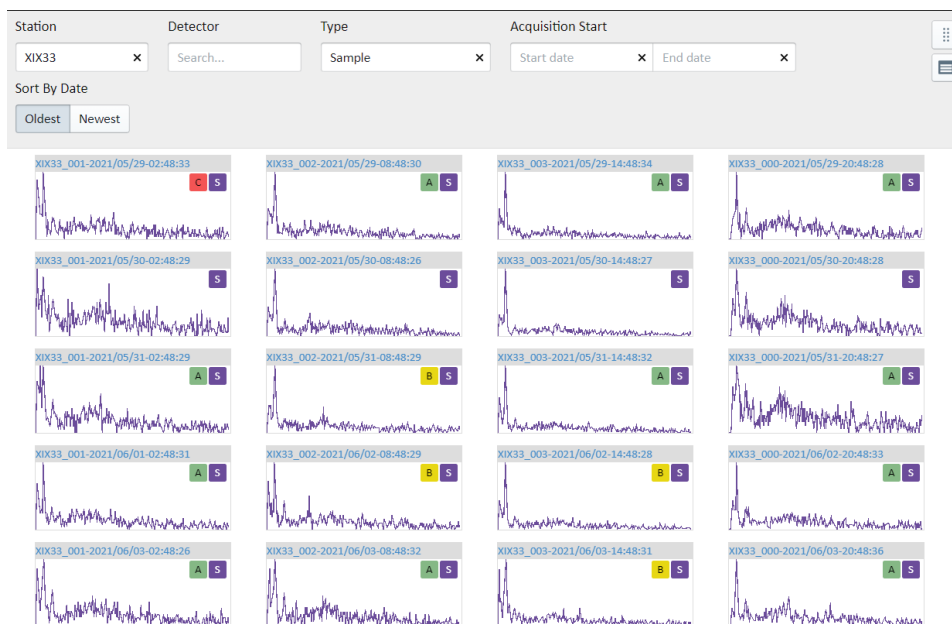 Station Detector Type Acquisition Start
XIX33 × Search... Sample × Start date × End date ×
Sort By Date
Oldest Newest
XIX33_001-2021/05/29-02:48:33 XIX33_002-2021/05/29-08:48:30 XIX33_003-2021/05/29-14:48:34 XIX33_000-2021/05/29-20:48:28
C S A S A S A S
XIX33_001-2021/05/30-02:48:29 XIX33_002-2021/05/30-08:48:26 XIX33_003-2021/05/30-14:48:27 XIX33_000-2021/05/30-20:48:28
S S S S
XIX33_001-2021/05/31-02:48:29 XIX33_002-2021/05/31-08:48:29 XIX33_003-2021/05/31-14:48:32 XIX33_000-2021/05/31-20:48:27
A S B S A S A S
XIX33_001-2021/06/01-02:48:31 XIX33_002-2021/06/02-08:48:29 XIX33_003-2021/06/02-14:48:28 XIX33_000-2021/06/02-20:48:33
A S B S B S A S
XIX33_001-2021/06/03-02:48:26 XIX33_002-2021/06/03-08:48:32 XIX33_003-2021/06/03-14:48:31 XIX33_000-2021/06/03-20:48:36
A S A S B S A S